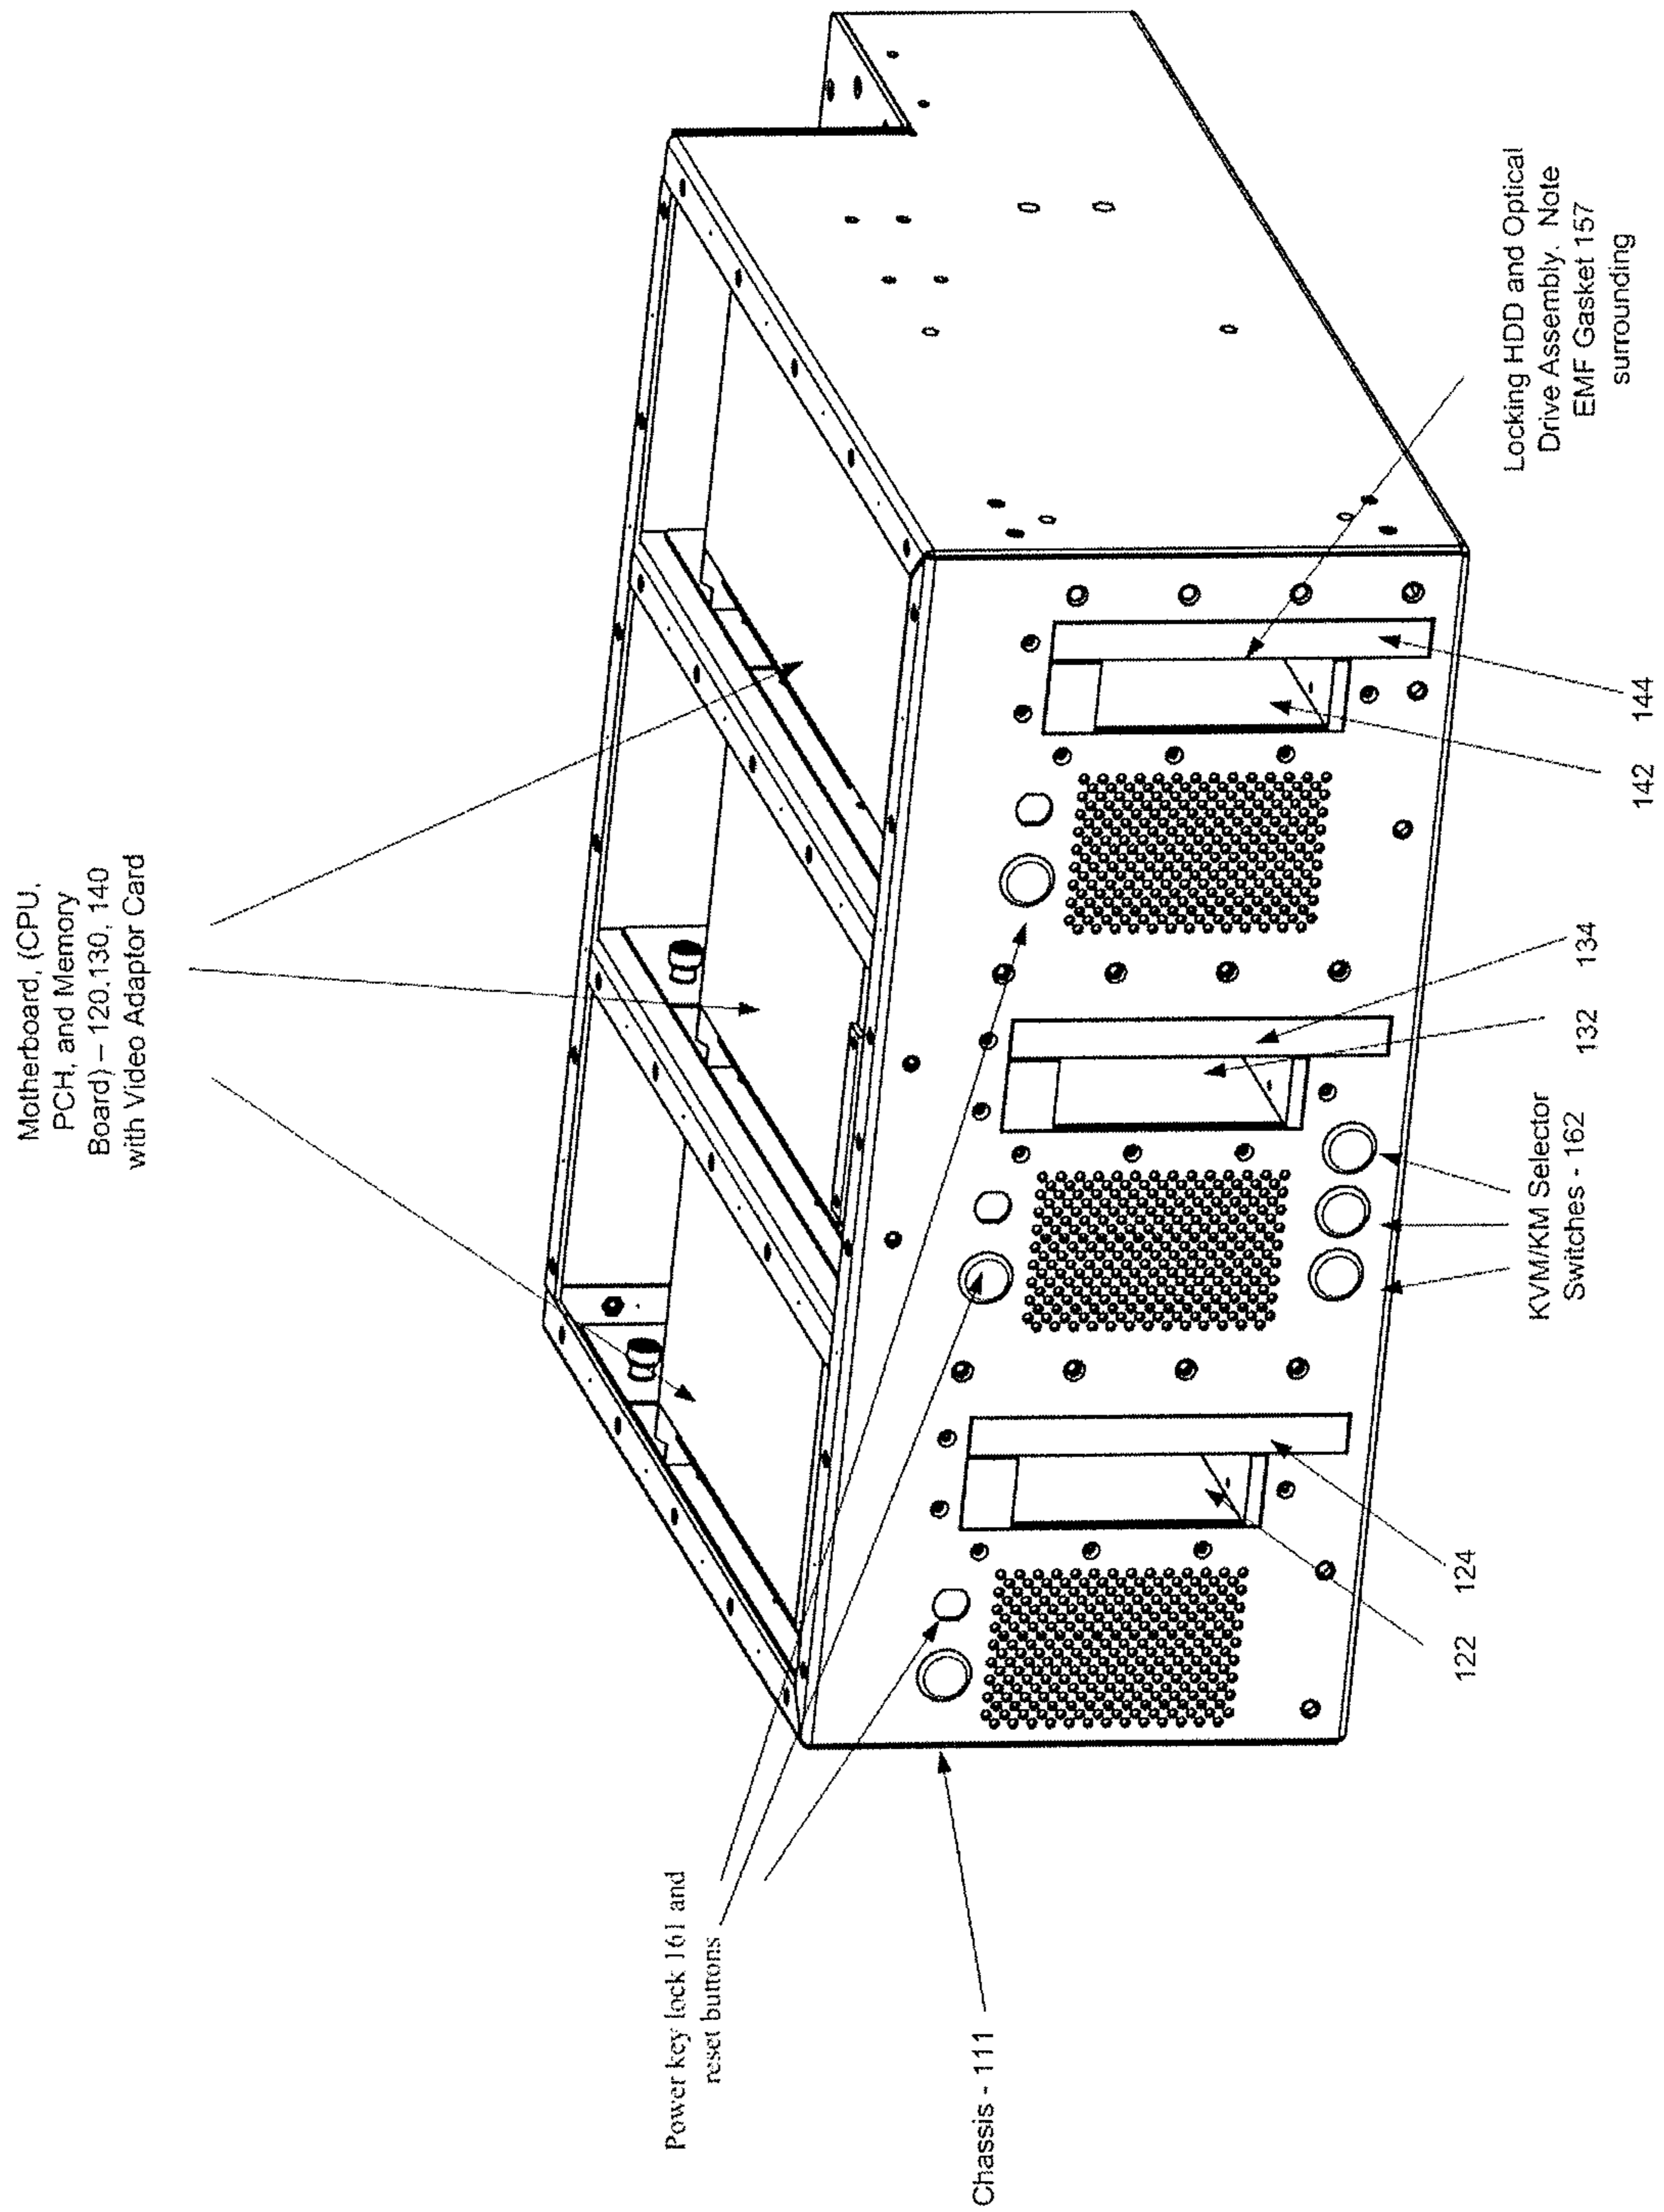 Motherboard, (CPU,
PCH, and Memory
Board) – 120,130, 140
with Video Adaptor Card
Power key lock 161 and
reset buttons
Chassis - 111
Locking HDD and Optical
Drive Assembly. Note
EMF Gasket 157
surrounding
144
142
134
132
KVM/KM Selector
Switches - 162
124
122